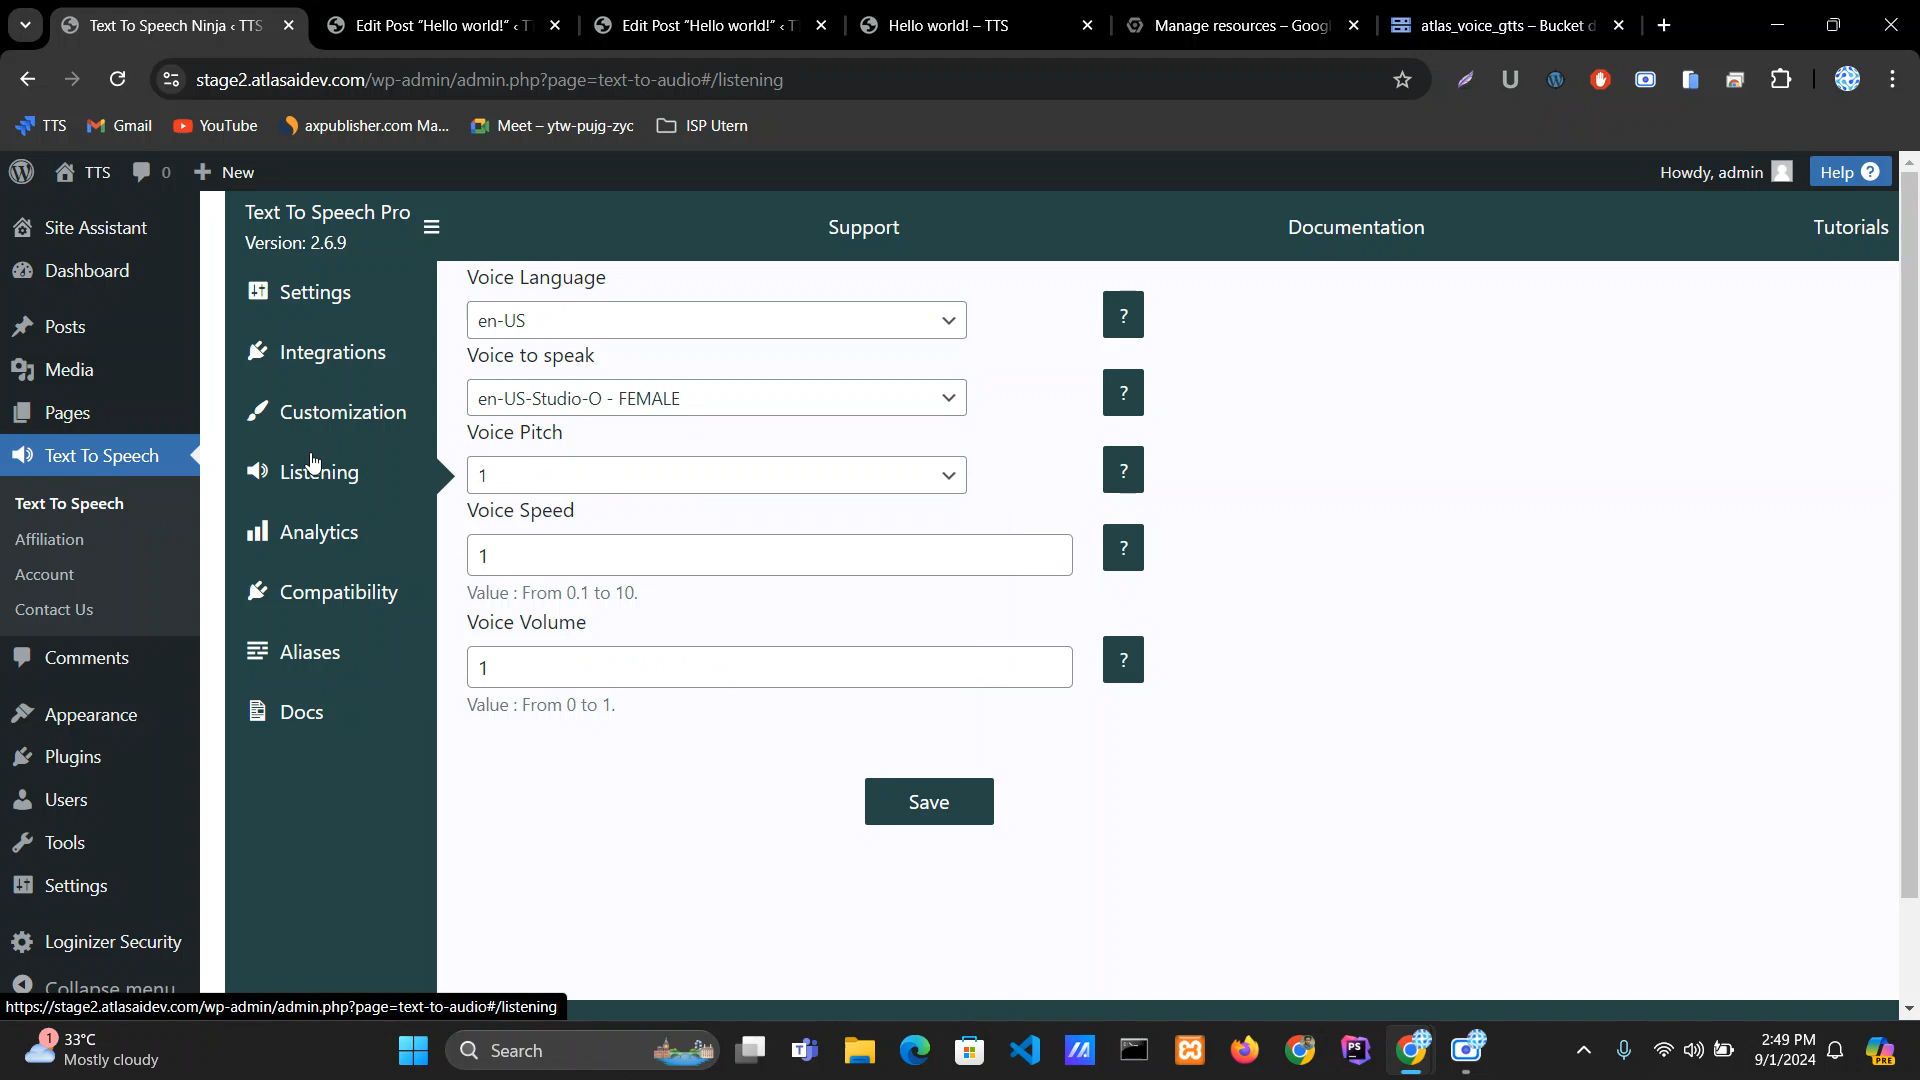 Text To Speech Ninja ‹ TTS
Edit Post “Hello world!” ‹ T
Edit Post “Hello world!” ‹ T
Hello world! – TTS
Manage resources – Googl
atlas_voice_gtts – Bucket d
stage2.atlasaidev.com/wp-admin/admin.php?page=text-to-audio#/listening
TTS
Gmail
YouTube
axpublisher.com Ma...
Meet – ytw-pujg-zyc
ISP Utern
TTS
0
New
Howdy, admin
Help ?
Site Assistant
Dashboard
Posts
Media
Pages
Text To Speech
Text To Speech
Affiliation
Account
Contact Us
Comments
Appearance
Plugins
Users
Tools
Settings
Loginizer Security
Collapse menu
Text To Speech Pro
Version: 2.6.9
Support
Documentation
Tutorials
Settings
Integrations
Customization
Listening
Analytics
Compatibility
Aliases
Docs
Voice Language
en-US
?
Voice to speak
en-US-Studio-O - FEMALE
?
Voice Pitch
1
?
Voice Speed
1
?
Value : From 0.1 to 10.
Voice Volume
1
?
Value : From 0 to 1.
Save
https://stage2.atlasaidev.com/wp-admin/admin.php?page=text-to-audio#/listening
1
33°C
Mostly cloudy
Search
PS
2:49 PM
9/1/2024
PRE